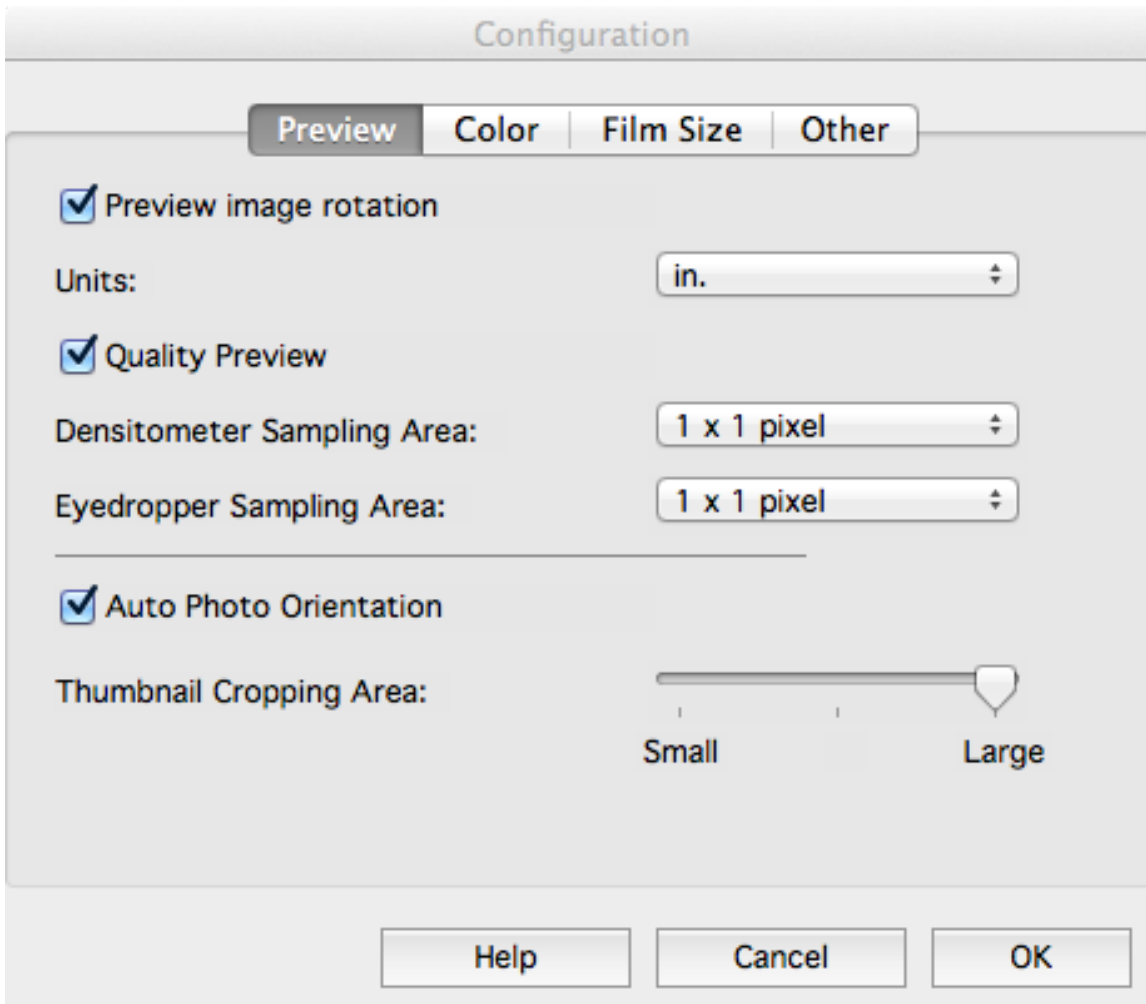 Configuration
Preview Color Film Size Other
Preview image rotation
Units: in.
Quality Preview
Densitometer Sampling Area: 1 x 1 pixel
Eyedropper Sampling Area: 1 x 1 pixel
Auto Photo Orientation
Thumbnail Cropping Area:
Small Large
Help Cancel OK